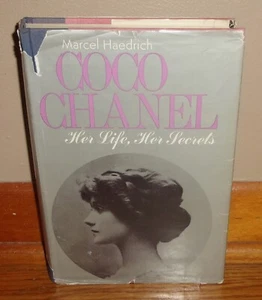 Marcel Haedrich
COCO
CHANEL
Her Life, Her Secrets